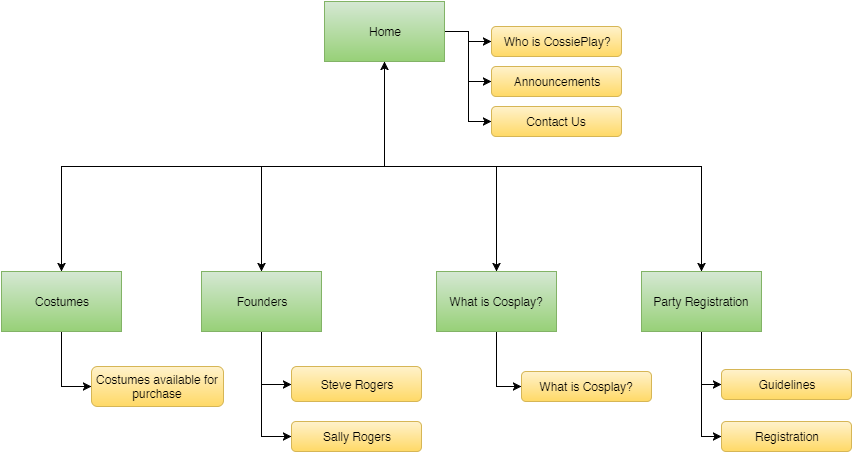 Home
Who is CossiePlay?
Announcements
Contact Us
Costumes
Founders
What is Cosplay?
Party Registration
Costumes available for
purchase
Steve Rogers
Sally Rogers
What is Cosplay?
Guidelines
Registration